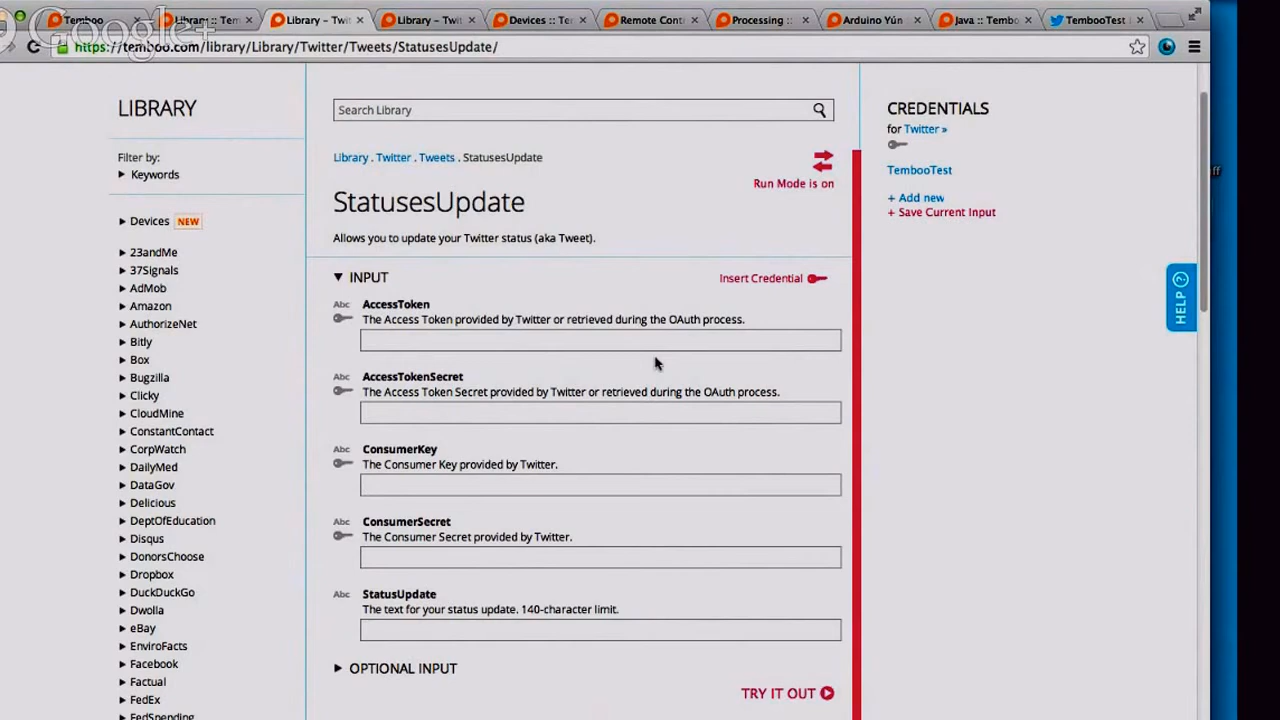 Google+
Temboo
Library :: Tem
Library – Twi
Library – Twi
Devices :: Te
Remote Cont
Processing ::
Arduino Yún
Java :: Tembo
TembooTest
https://temboo.com/library/Library/Twitter/Tweets/StatusesUpdate/
LIBRARY
Filter by:
Keywords
Devices NEW
23andMe
37Signals
AdMob
Amazon
AuthorizeNet
Bitly
Box
Bugzilla
Clicky
CloudMine
ConstantContact
CorpWatch
DailyMed
DataGov
Delicious
DeptOfEducation
Disqus
DonorsChoose
Dropbox
DuckDuckGo
Dwolla
eBay
EnviroFacts
Facebook
Factual
FedEx
FedSpending
Search Library
Library . Twitter . Tweets . StatusesUpdate
Run Mode is on
StatusesUpdate
Allows you to update your Twitter status (aka Tweet).
INPUT
Insert Credential
Abc AccessToken
The Access Token provided by Twitter or retrieved during the OAuth process.
Abc AccessTokenSecret
The Access Token Secret provided by Twitter or retrieved during the OAuth process.
Abc ConsumerKey
The Consumer Key provided by Twitter.
Abc ConsumerSecret
The Consumer Secret provided by Twitter.
Abc StatusUpdate
The text for your status update. 140-character limit.
OPTIONAL INPUT
TRY IT OUT
CREDENTIALS
for Twitter »
TembooTest
+ Add new
+ Save Current Input
HELP
ff